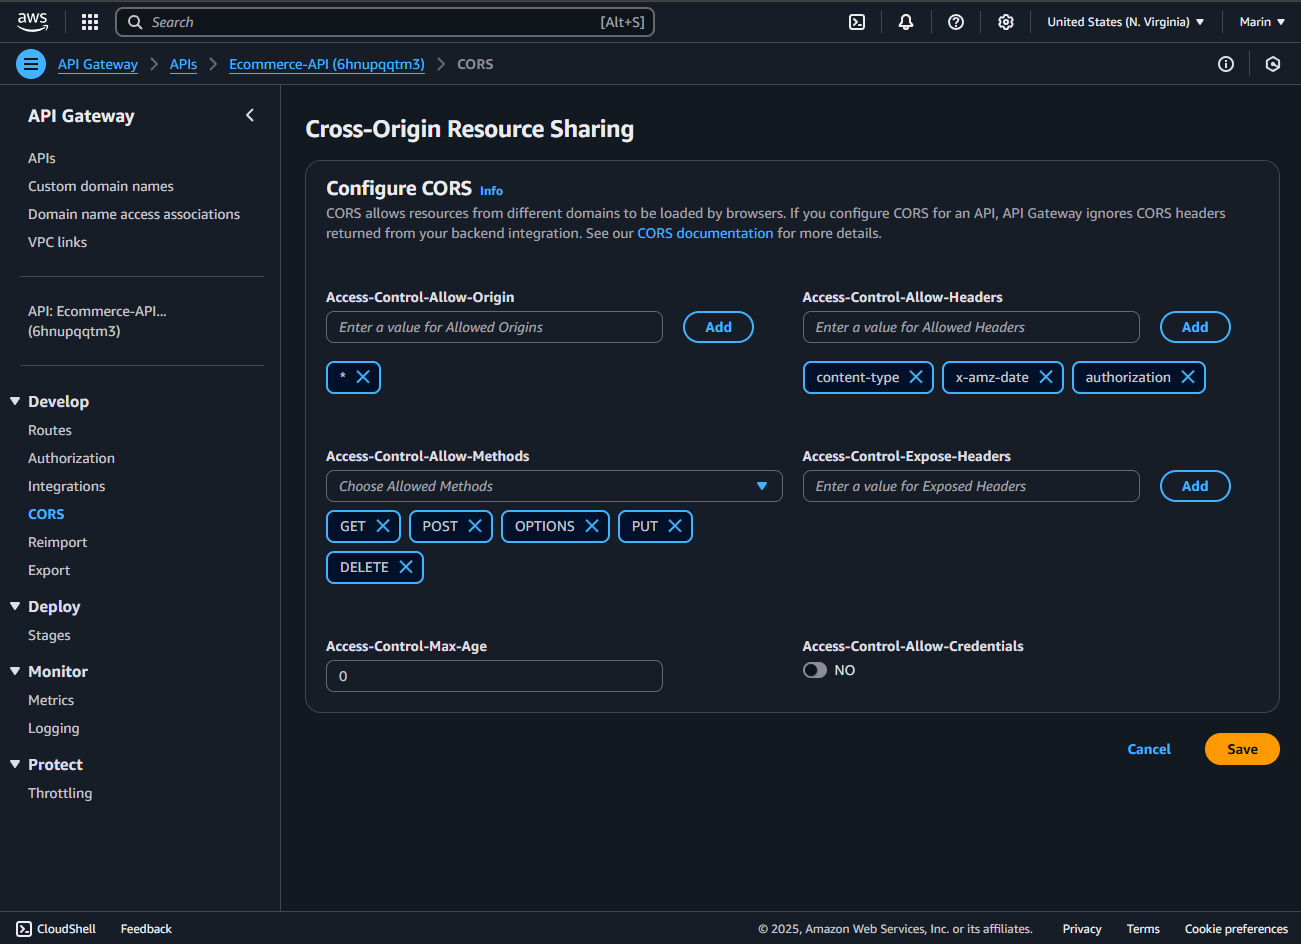 aws
Search [Alt+S] United States (N. Virginia) Marin
API Gateway APIs Ecommerce-API (6hnupqqtm3) CORS
API Gateway
APIs
Custom domain names
Domain name access associations
VPC links
API: Ecommerce-API...
(6hnupqqtm3)
Develop
Routes
Authorization
Integrations
CORS
Reimport
Export
Deploy
Stages
Monitor
Metrics
Logging
Protect
Throttling
Cross-Origin Resource Sharing
Configure CORS Info
CORS allows resources from different domains to be loaded by browsers. If you configure CORS for an API, API Gateway ignores CORS headers
returned from your backend integration. See our CORS documentation for more details.
Access-Control-Allow-Origin
Enter a value for Allowed Origins Add
*
Access-Control-Allow-Headers
Enter a value for Allowed Headers Add
content-type x-amz-date authorization
Access-Control-Allow-Methods
Choose Allowed Methods
GET POST OPTIONS PUT
DELETE
Access-Control-Expose-Headers
Enter a value for Exposed Headers Add
Access-Control-Max-Age
0
Access-Control-Allow-Credentials
NO
Cancel Save
CloudShell Feedback © 2025, Amazon Web Services, Inc. or its affiliates. Privacy Terms Cookie preferences